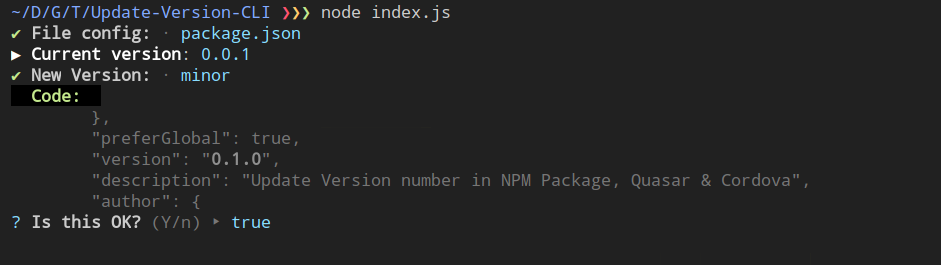 ~/D/G/T/Update-Version-CLI ❯❯❯ node index.js
✔ File config: · package.json
▶ Current version: 0.0.1
✔ New Version: · minor
Code:
},
"preferGlobal": true,
"version": "0.1.0",
"description": "Update Version number in NPM Package, Quasar & Cordova",
"author": {
? Is this OK? (Y/n) ‣ true